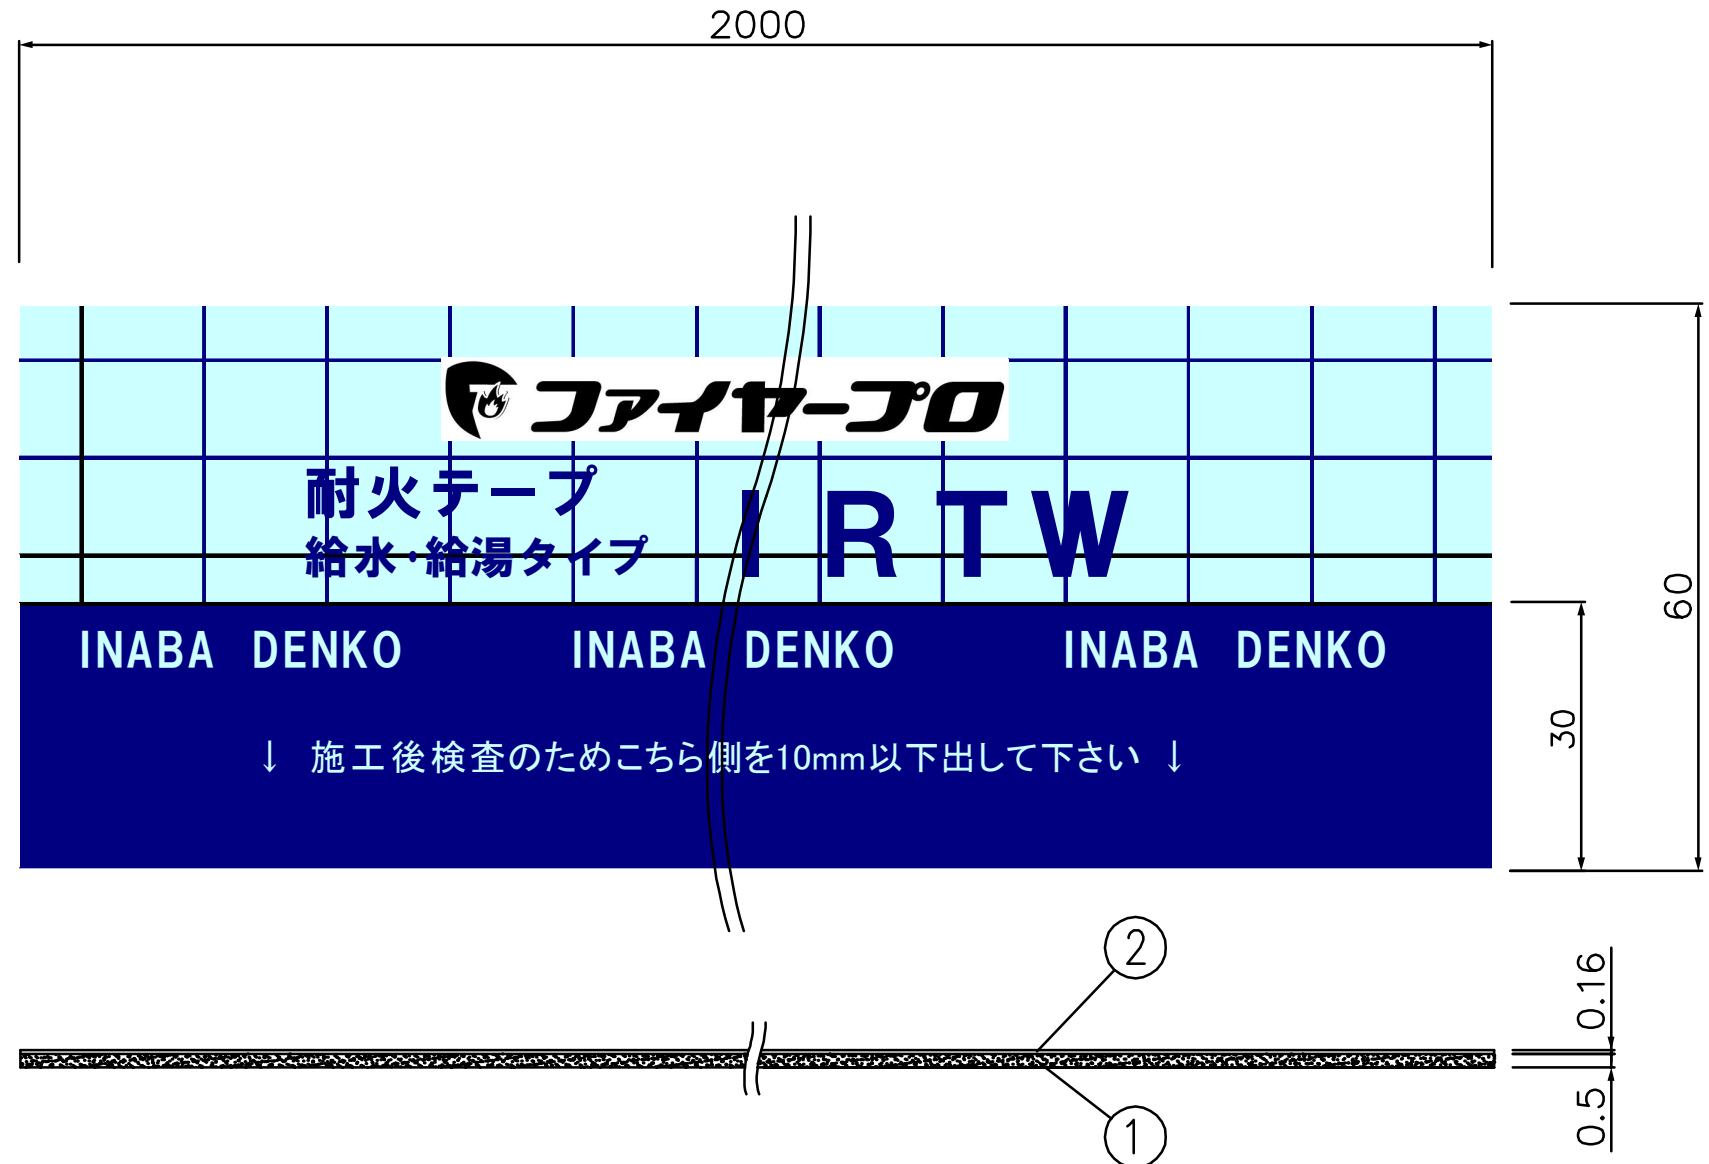 2000
ファイヤープロ
耐火テープ IRTW
給水・給湯タイプ
60
INABA DENKO INABA DENKO INABA DENKO
30
↓ 施工後検査のためこちら側を10mm以下出して下さい ↓
2
0.16
0.5
1